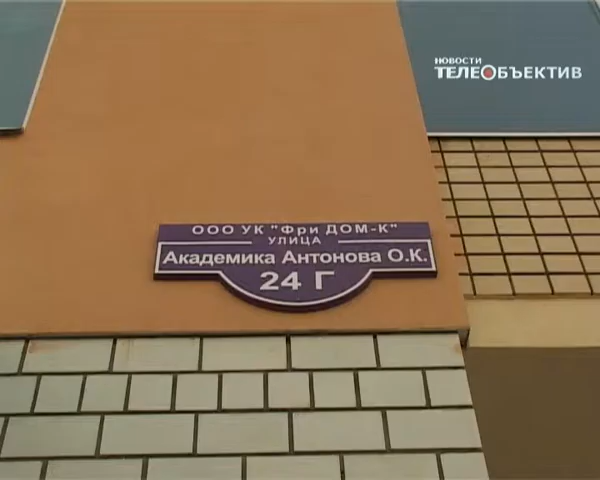 НОВОСТИ
ТЕЛЕОБЪЕКТИВ
ООО УК "Фри ДОМ-К"
УЛИЦА
Академика Антонова О.К.
24 Г